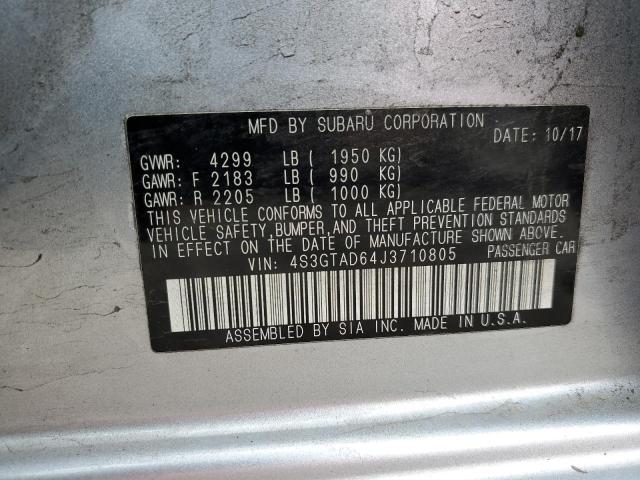 MFD BY SUBARU CORPORATION
DATE: 10/17
GVWR: 4299 LB ( 1950 KG)
GAWR: F 2183 LB ( 990 KG)
GAWR: R 2205 LB ( 1000 KG)
THIS VEHICLE CONFORMS TO ALL APPLICABLE FEDERAL MOTOR
VEHICLE SAFETY,BUMPER,AND THEFT PREVENTION STANDARDS
IN EFFECT ON THE DATE OF MANUFACTURE SHOWN ABOVE.
VIN: 4S3GTAD64J3710805 PASSENGER CAR
ASSEMBLED BY SIA INC. MADE IN U.S.A.